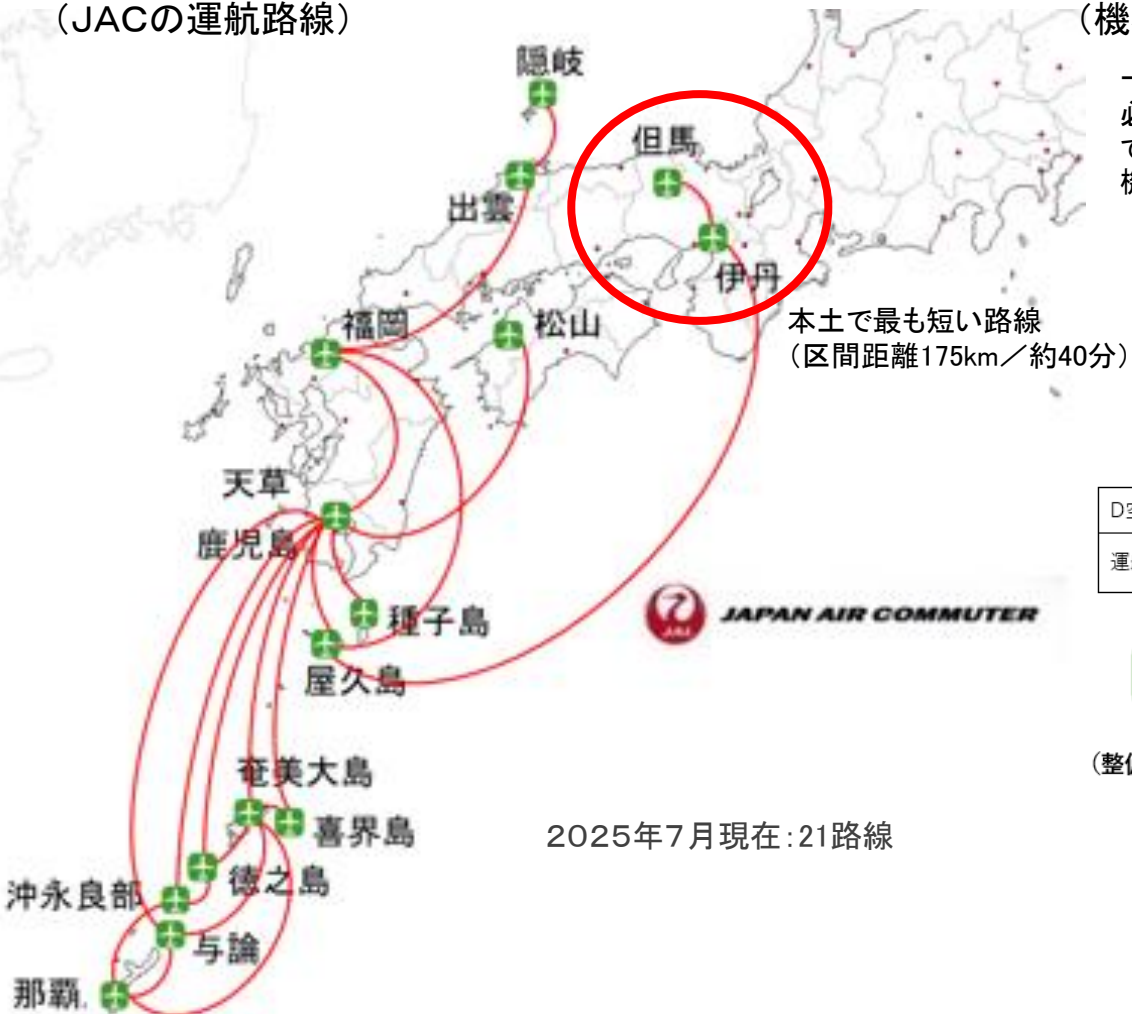 （JACの運航路線）
（機
隠岐
但馬
出雲
伊丹
福岡
松山
本土で最も短い路線
（区間距離175km／約40分）
天草
鹿児島
種子島
屋久島
JAL
JAPAN AIR COMMUTER
奄美大島
喜界島
徳之島
沖永良部
与論
那覇
2025年7月現在：21路線
必
（整